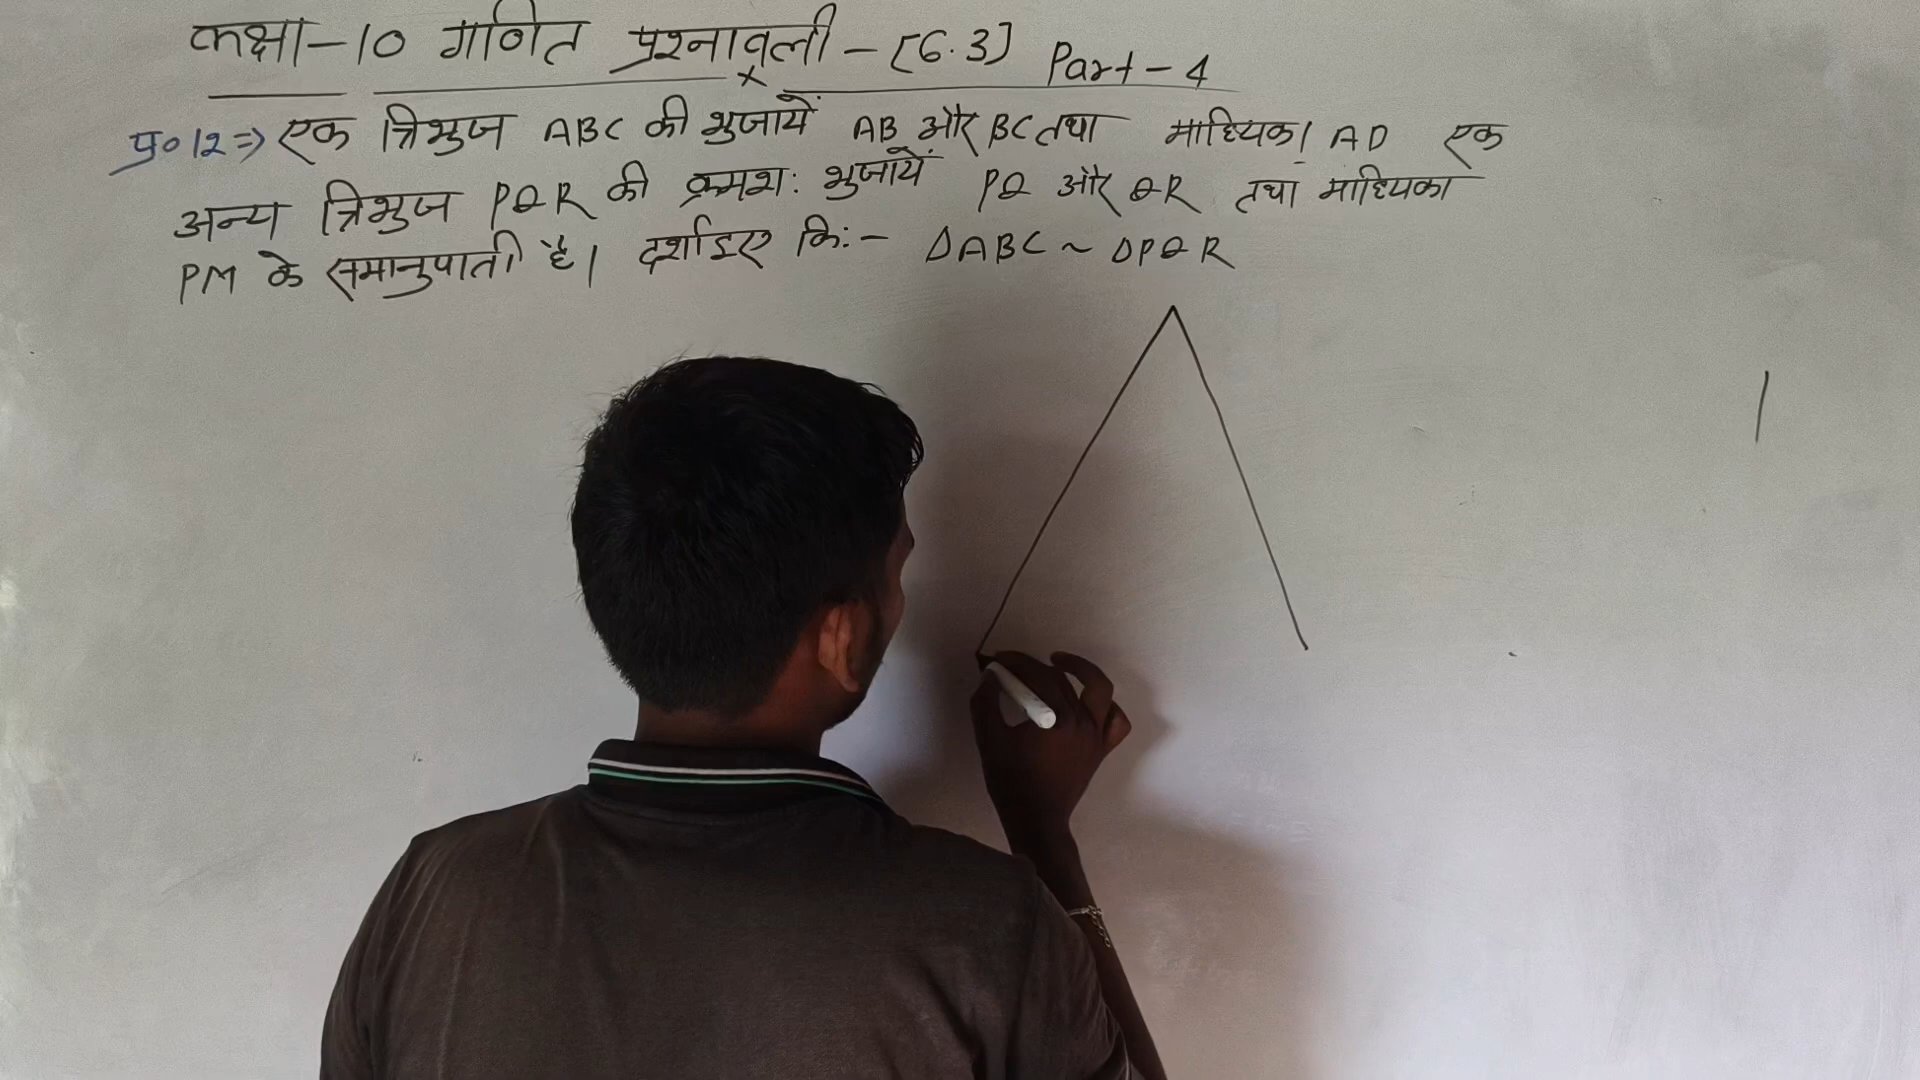 कक्षा-10 गणित प्रश्नावली - [6.3] Part-4
प्र०12⇒ एक त्रिभुज ABC की भुजायें AB और BC तथा माध्यिका AD एक
अन्य त्रिभुज PQR की क्रमशः भुजायें PQ और QR तथा माध्यिका
PM के समानुपाती है। दर्शाइए कि:- ΔABC ~ ΔPQR